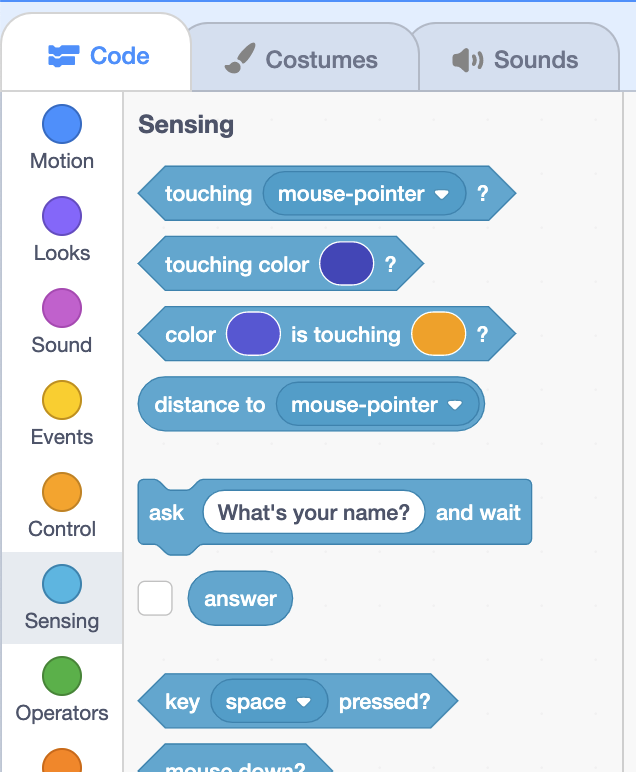 Code
Costumes
Sounds
Motion
Looks
Sound
Events
Control
Sensing
Operators
Sensing
touching mouse-pointer ?
touching color ?
color is touching ?
distance to mouse-pointer
ask What's your name? and wait
answer
key space pressed?
mouse down?